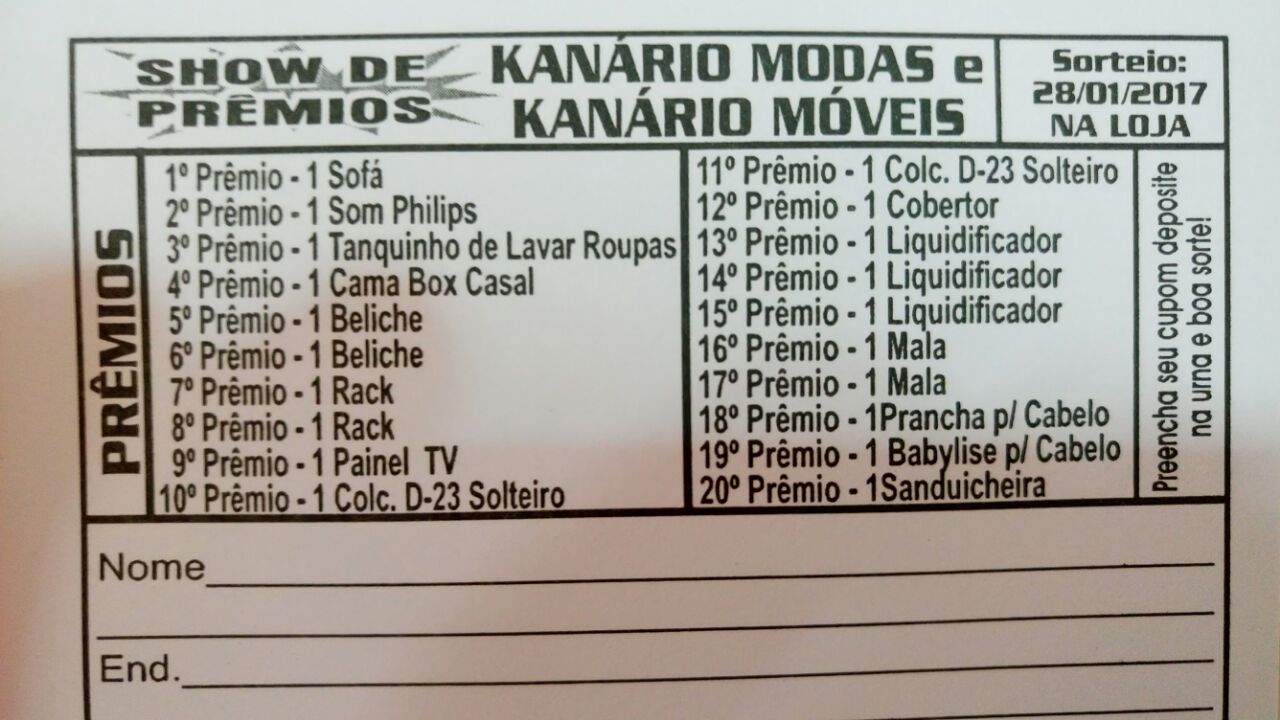 SHOW DE
PRÊMIOS
KANÁRIO MODAS e
KANÁRIO MÓVEIS
Sorteio:
28/01/2017
NA LOJA
PRÊMIOS
1º Prêmio - 1 Sofá
2º Prêmio - 1 Som Philips
3º Prêmio - 1 Tanquinho de Lavar Roupas
4º Prêmio - 1 Cama Box Casal
5º Prêmio - 1 Beliche
6º Prêmio - 1 Beliche
7º Prêmio - 1 Rack
8º Prêmio - 1 Rack
9º Prêmio - 1 Painel TV
10º Prêmio - 1 Colc. D-23 Solteiro
11º Prêmio - 1 Colc. D-23 Solteiro
12º Prêmio - 1 Cobertor
13º Prêmio - 1 Liquidificador
14º Prêmio - 1 Liquidificador
15º Prêmio - 1 Liquidificador
16º Prêmio - 1 Mala
17º Prêmio - 1 Mala
18º Prêmio - 1Prancha p/ Cabelo
19º Prêmio - 1 Babylise p/ Cabelo
20º Prêmio - 1Sanduicheira
Preencha seu cupom deposite
na urna e boa sorte!
Nome
End.